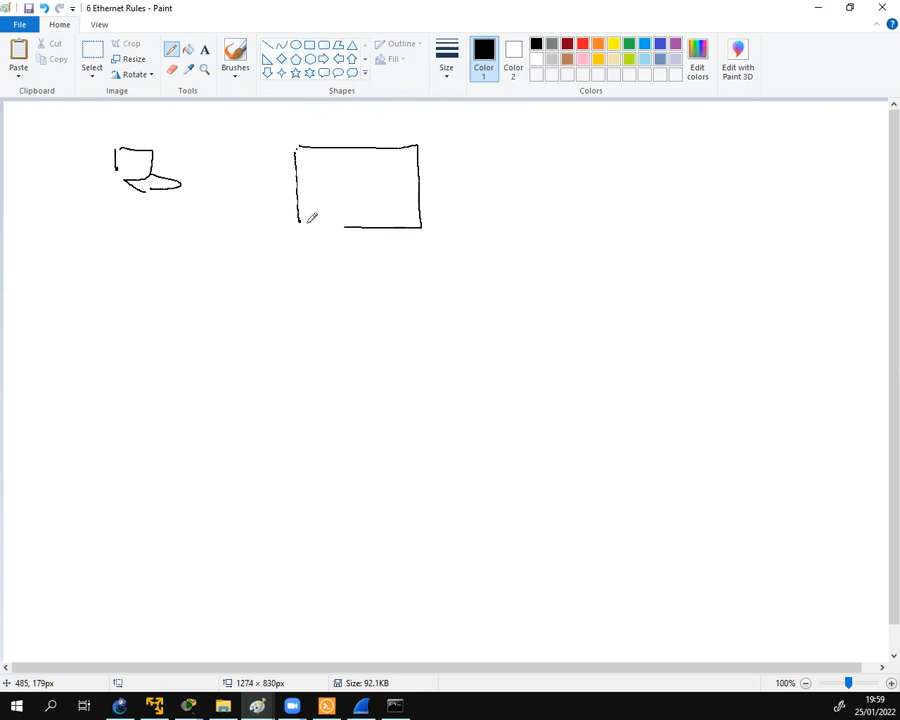 6 Ethernet Rules - Paint
File Home View
Paste
Cut
Copy
Clipboard
Select
Crop
Resize
Rotate
Image
Tools
Brushes
Shapes
Outline
Fill
Size
Color 1
Color 2
Colors
Edit colors
Edit with Paint 3D
485, 179px
1274 × 830px
Size: 92.1KB
100%
19:59
25/01/2022